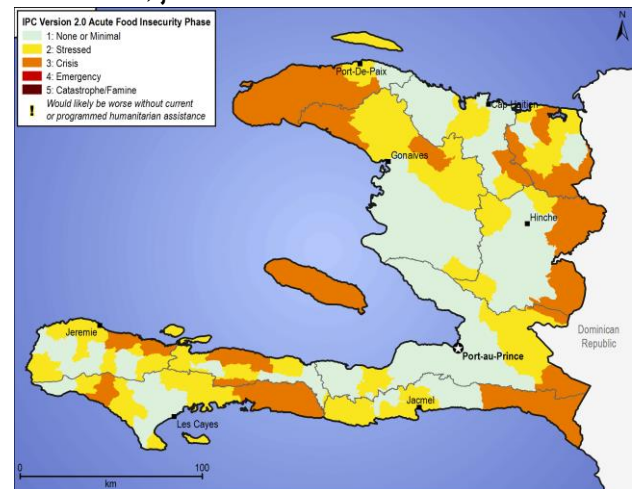 IPC Version 2.0 Acute Food Insecurity Phase
1: None or Minimal
2: Stressed
3: Crisis
4: Emergency
5: Catastrophe/Famine
! Would likely be worse without current
or programmed humanitarian assistance
N
Port-De-Paix
Cap-Haitien
Gonaives
Hinche
Dominican
Republic
Jeremie
Port-au-Prince
Jacmel
Les Cayes
0 100
km